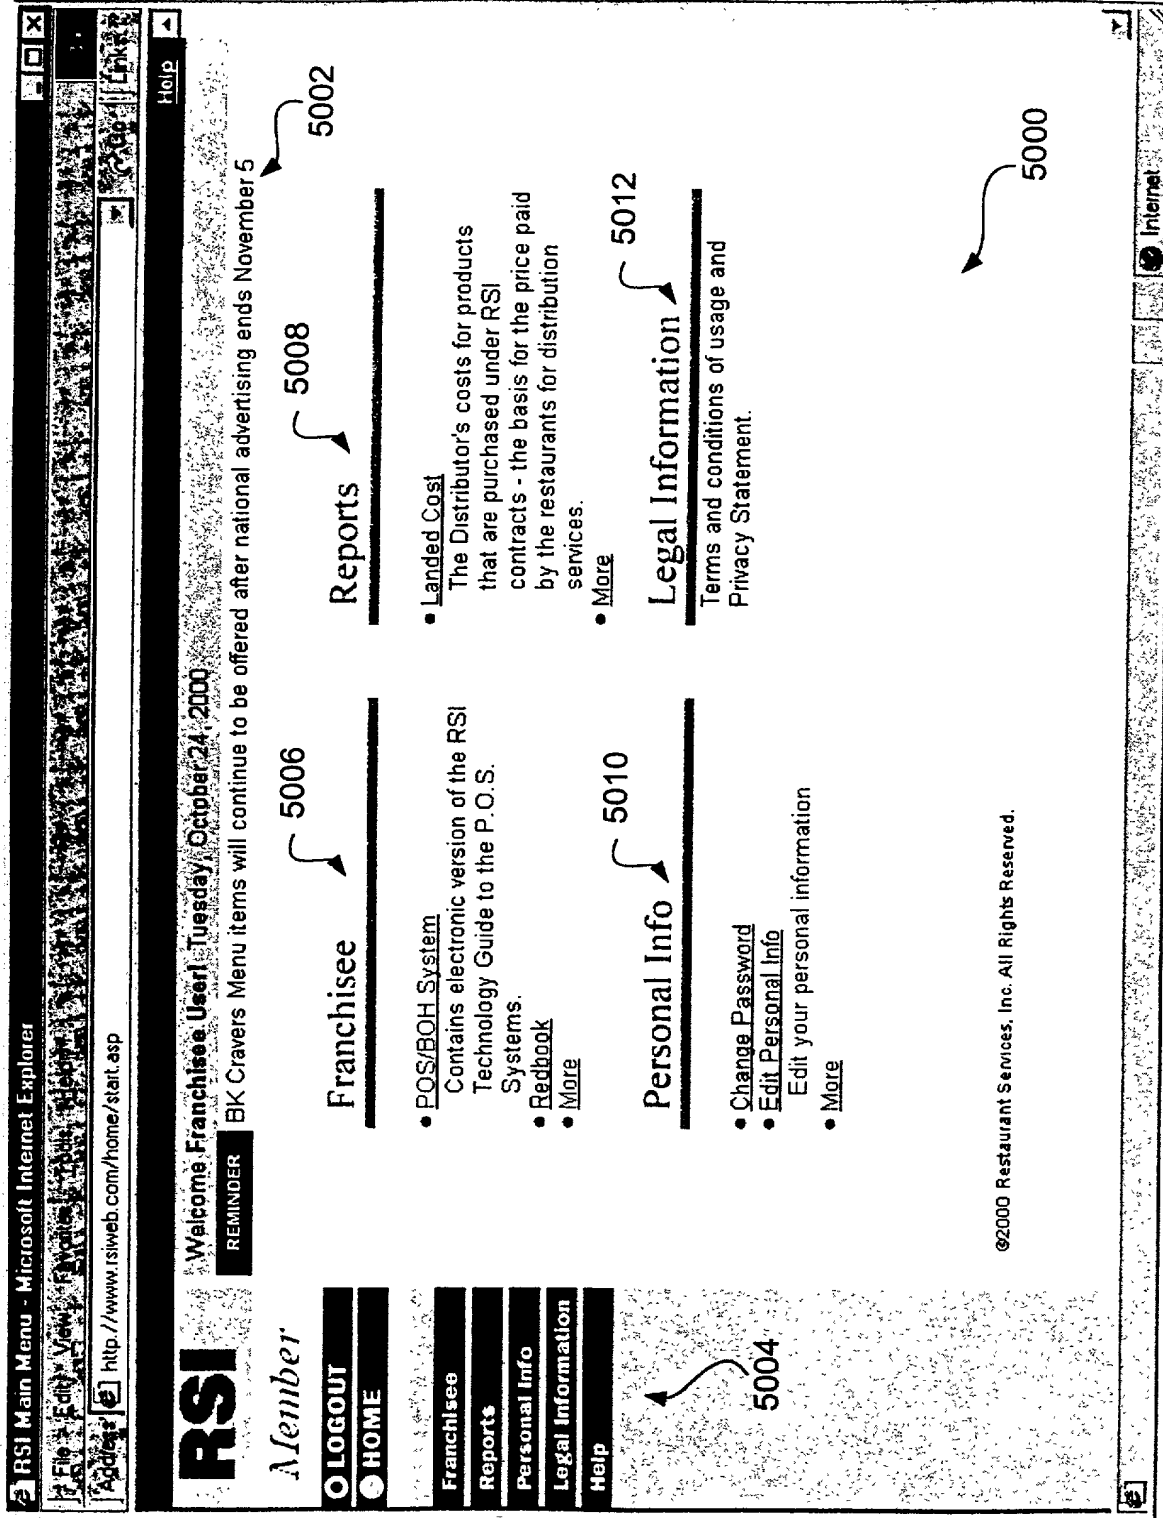 RSI Main Menu - Microsoft Internet Explorer
File Edit View Favorites Tools Help
Address http://www.rsiweb.com/home/start.asp Go Links
Help
RSI
Welcome Franchisee User! Tuesday, October 24, 2000
REMINDER BK Cravers Menu items will continue to be offered after national advertising ends November 5
5002
Member
LOGOUT
HOME
Franchisee
Reports
Personal Info
Legal Information
Help
5004
5006
Franchisee
• POS/BOH System
Contains electronic version of the RSI
Technology Guide to the P.O.S.
Systems.
• Redbook
• More
5008
Reports
• Landed Cost
The Distributor's costs for products
that are purchased under RSI
contracts - the basis for the price paid
by the restaurants for distribution
services.
• More
5010
Personal Info
• Change Password
• Edit Personal Info
Edit your personal information
• More
5012
Legal Information
Terms and conditions of usage and
Privacy Statement.
5000
©2000 Restaurant Services, Inc. All Rights Reserved.
Internet